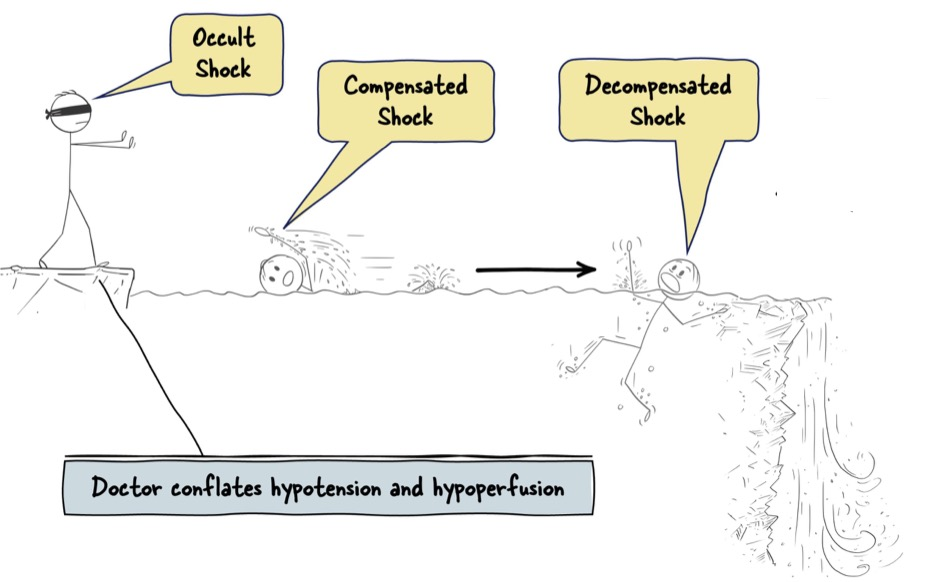 Occult
Shock
Compensated
Shock
Decompensated
Shock
Doctor conflates hypotension and hypoperfusion